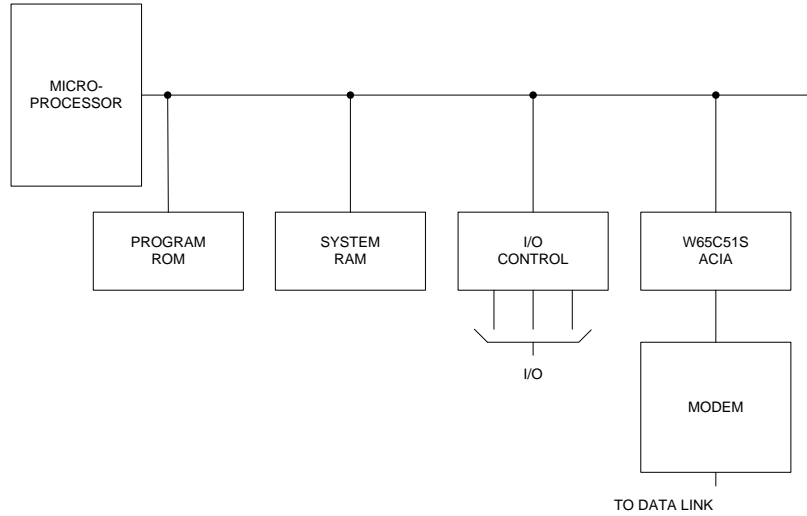 MICRO-
PROCESSOR
PROGRAM
ROM
SYSTEM
RAM
I/O
CONTROL
W65C51S
ACIA
I/O
MODEM
TO DATA LINK